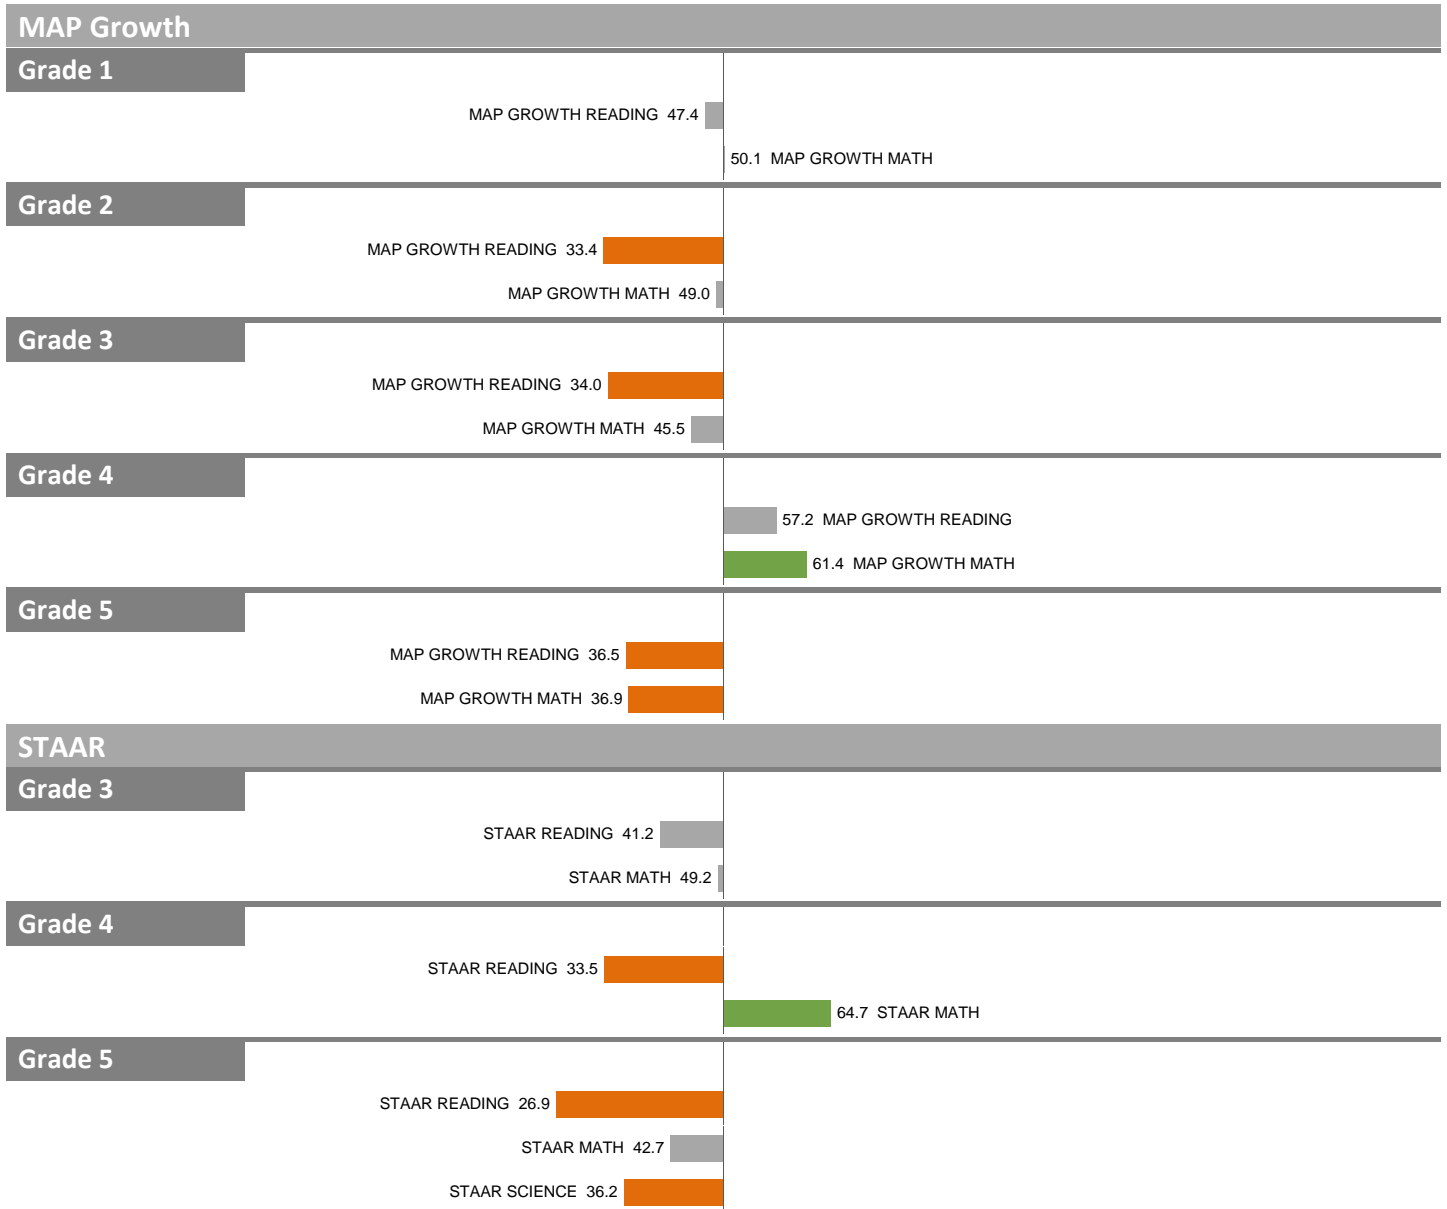 MAP Growth
Grade 1
MAP GROWTH READING 47.4
50.1 MAP GROWTH MATH
Grade 2
MAP GROWTH READING 33.4
MAP GROWTH MATH 49.0
Grade 3
MAP GROWTH READING 34.0
MAP GROWTH MATH 45.5
Grade 4
57.2 MAP GROWTH READING
61.4 MAP GROWTH MATH
Grade 5
MAP GROWTH READING 36.5
MAP GROWTH MATH 36.9
STAAR
Grade 3
STAAR READING 41.2
STAAR MATH 49.2
Grade 4
STAAR READING 33.5
64.7 STAAR MATH
Grade 5
STAAR READING 26.9
STAAR MATH 42.7
STAAR SCIENCE 36.2